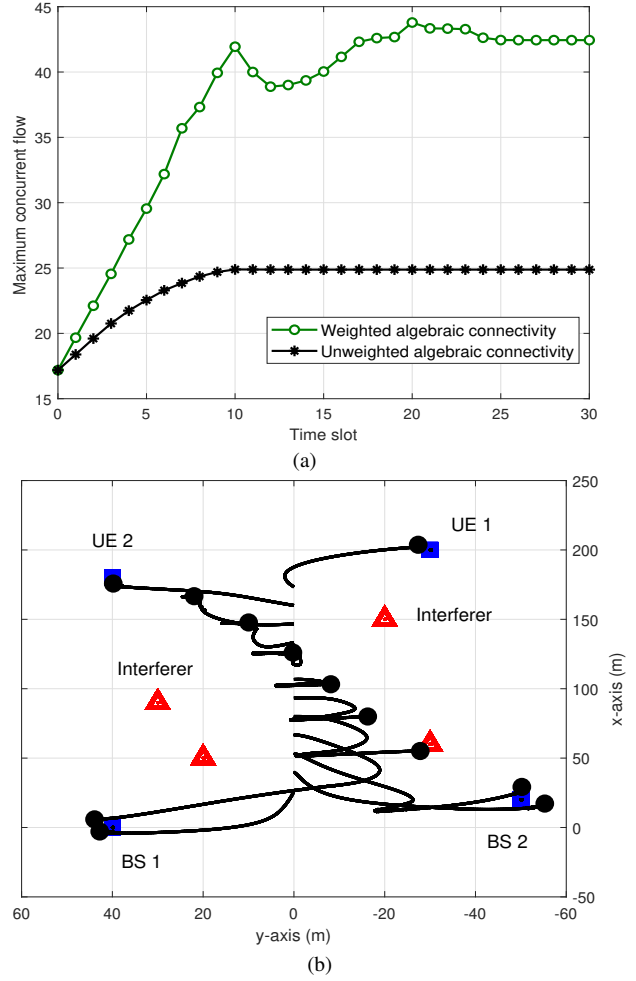 45
40
35
30
25
20
15
Maximum concurrent flow
Weighted algebraic connectivity
Unweighted algebraic connectivity
0 5 10 15 20 25 30
Time slot
(a)
250
200
150
100
50
0
-50
x-axis (m)
UE 1
UE 2
Interferer
Interferer
BS 1
BS 2
60 40 20 0 -20 -40 -60
y-axis (m)
(b)